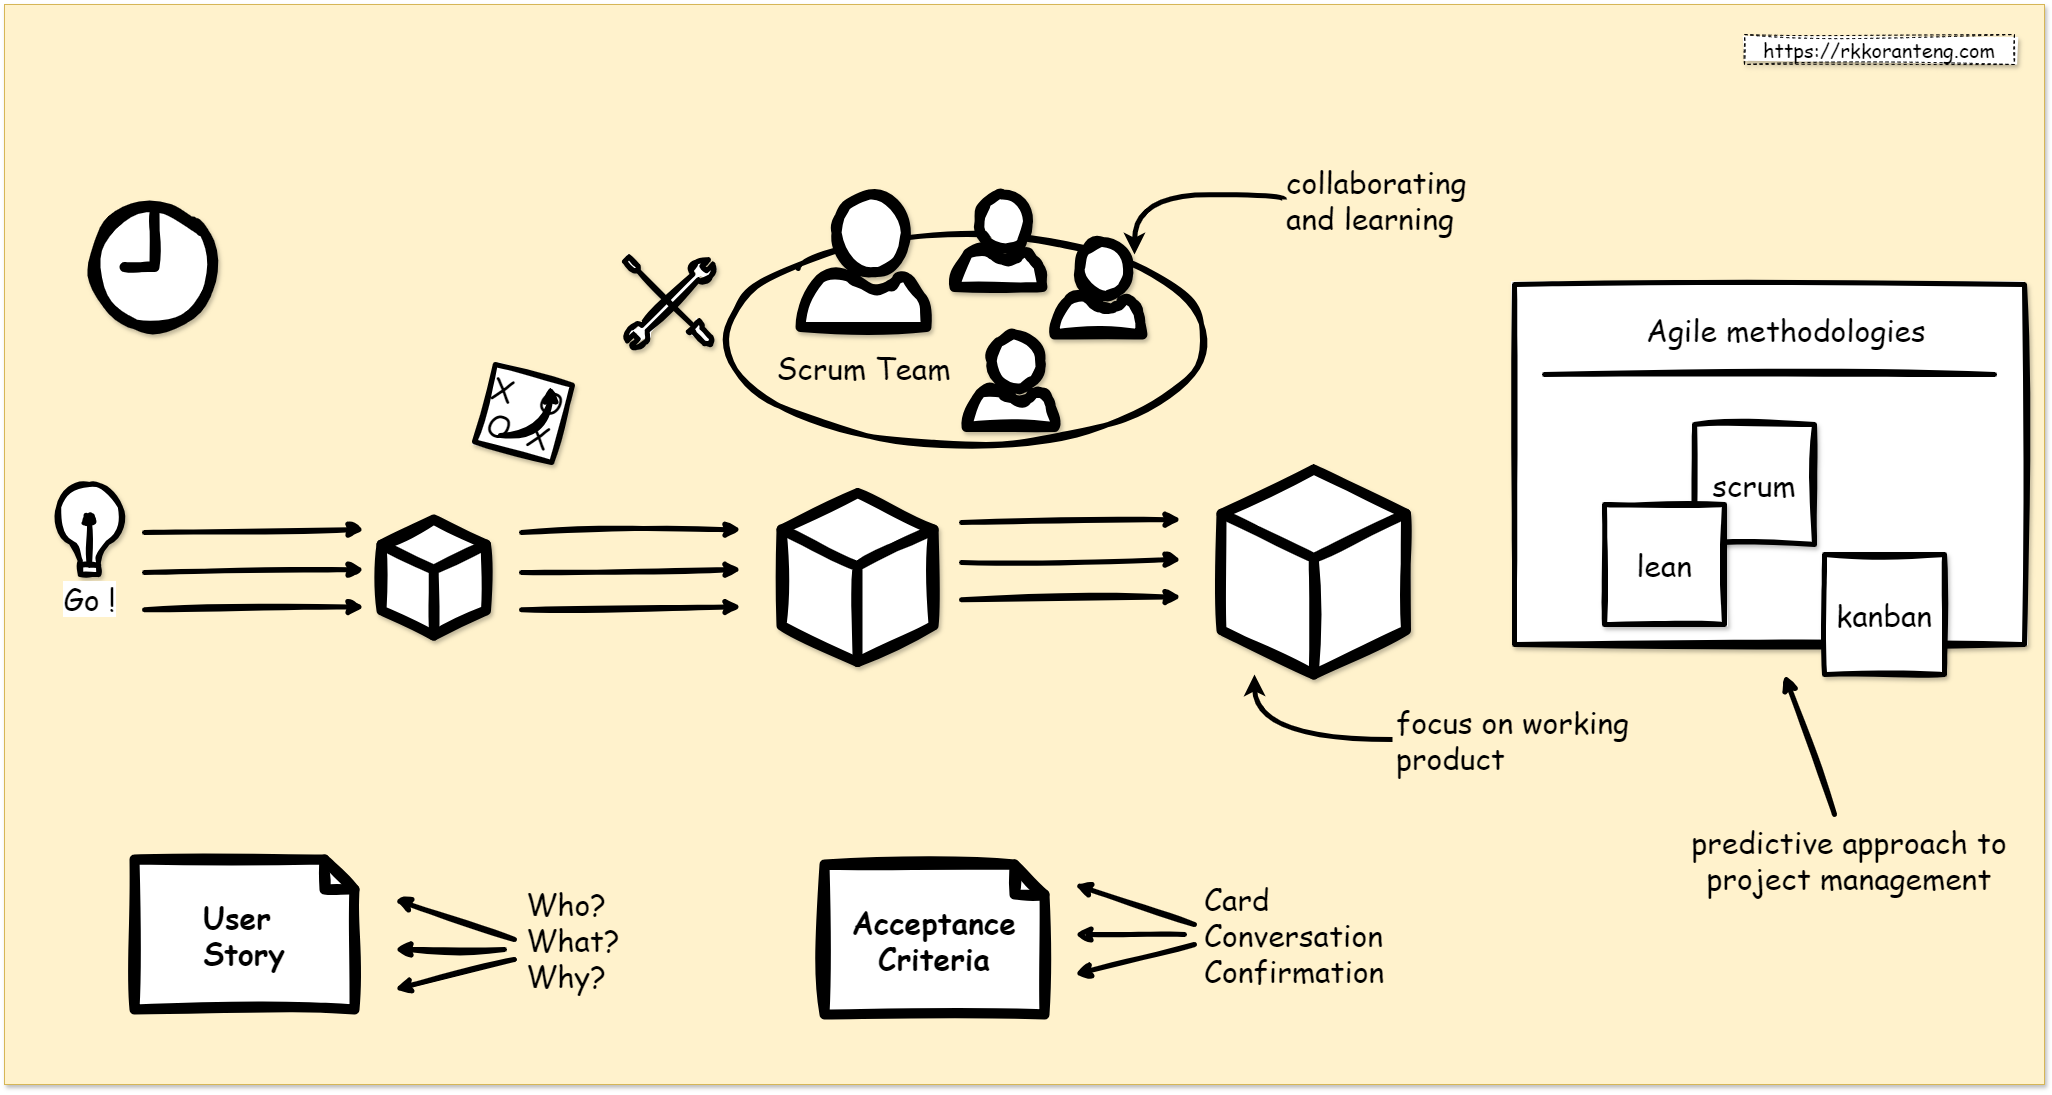 https://rkkoranteng.com
collaborating
and learning
Scrum Team
Agile methodologies
scrum
lean
kanban
Go !
focus on working
product
predictive approach to
project management
User
Story
Who?
What?
Why?
Acceptance
Criteria
Card
Conversation
Confirmation